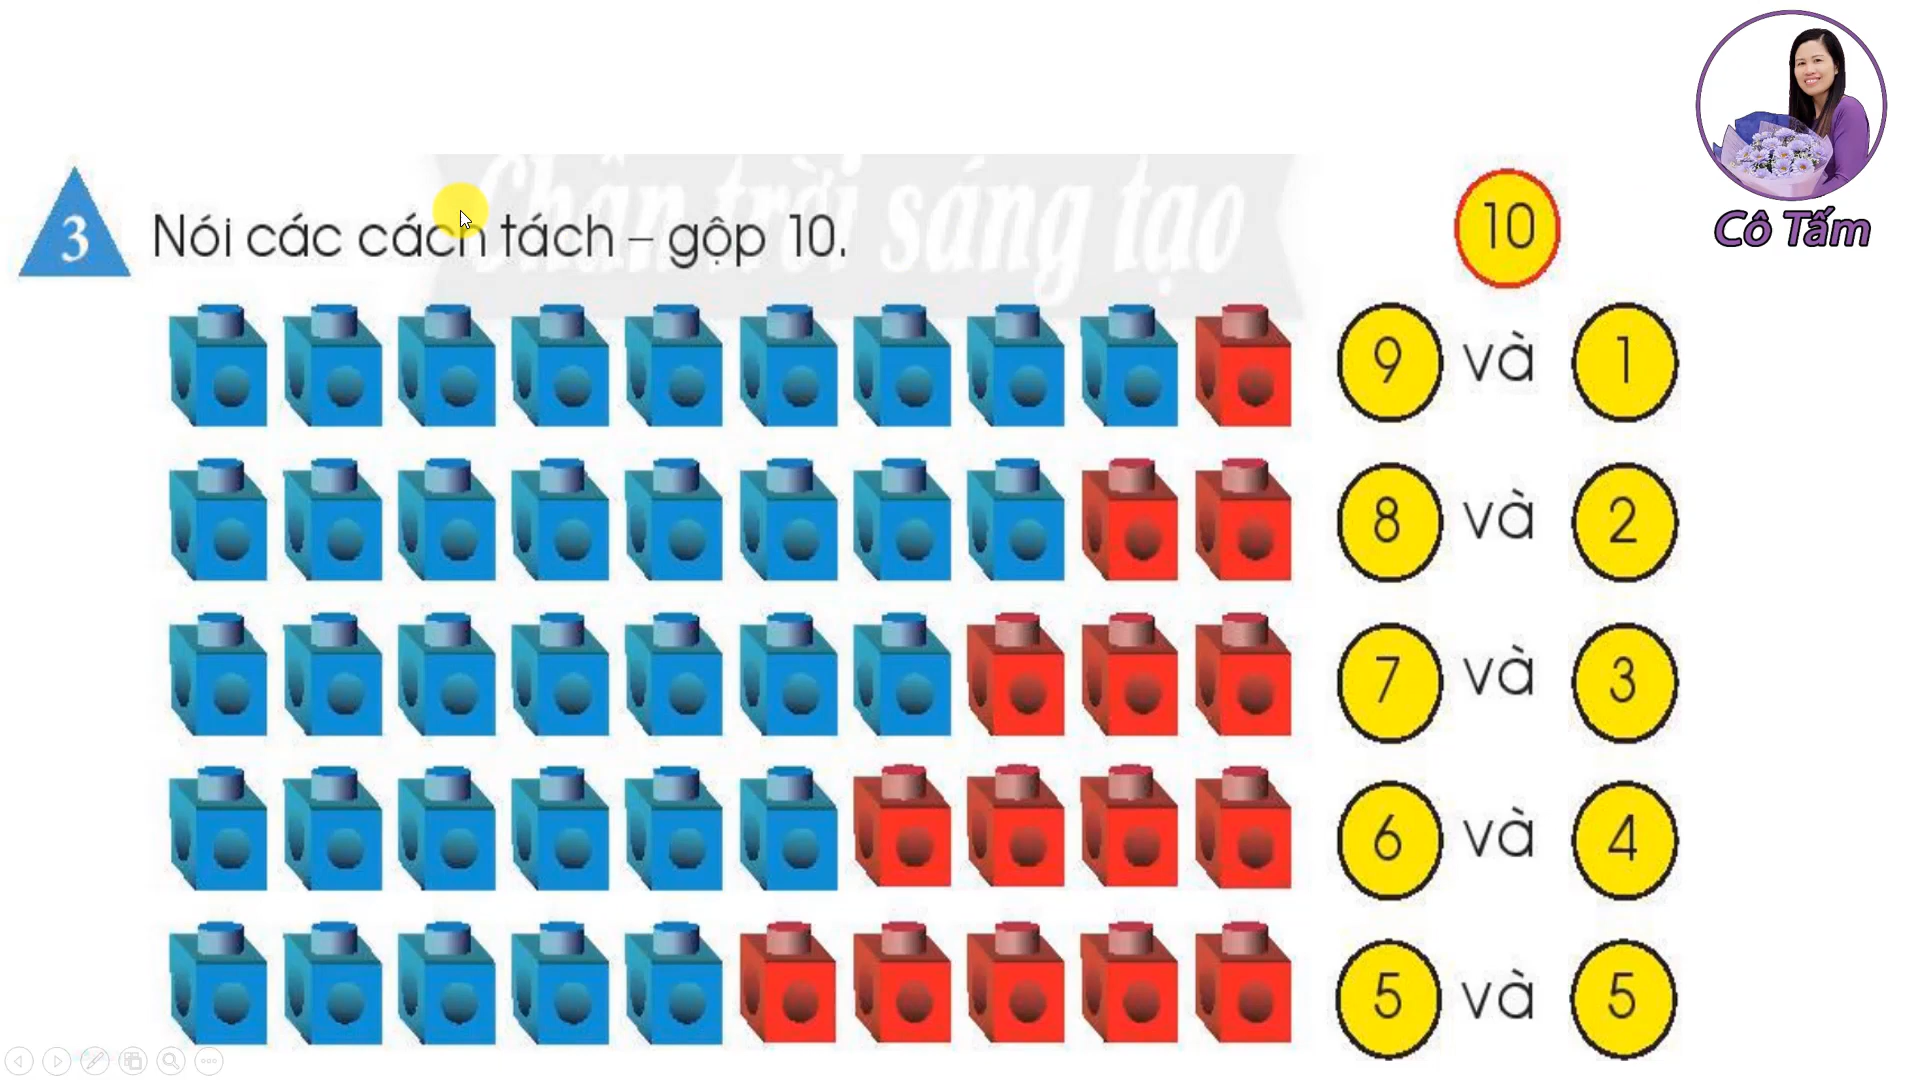 Chân trời sáng tạo
3 Nói các cách tách – gộp 10.
10
Cô Tấm
9 và 1
8 và 2
7 và 3
6 và 4
5 và 5